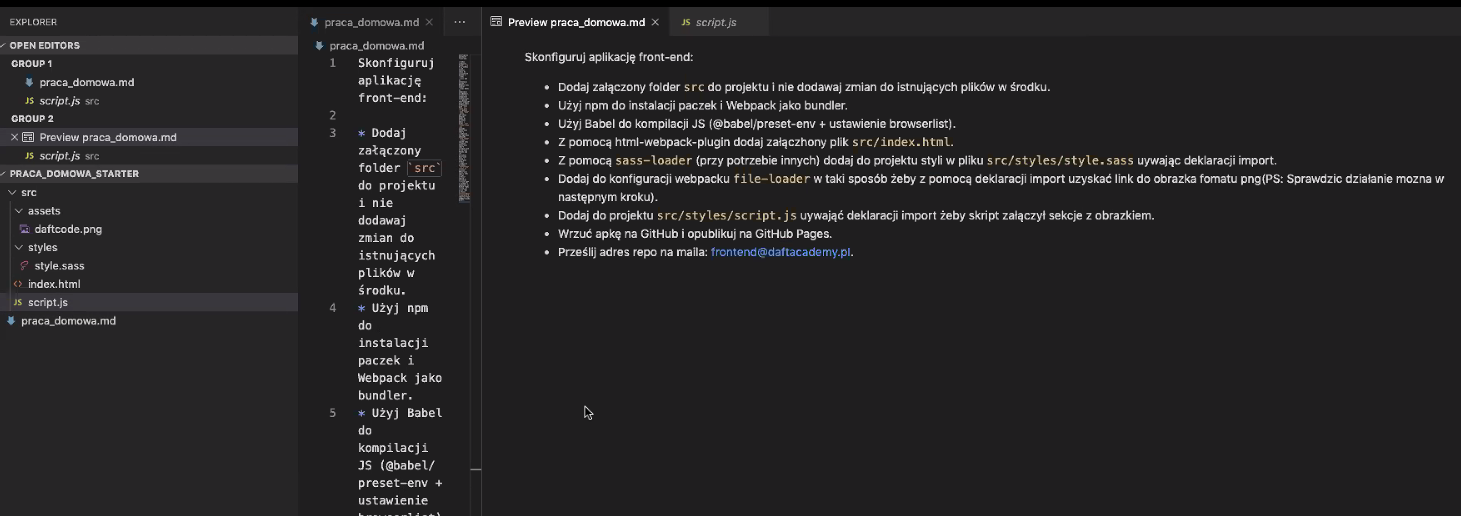 EXPLORER
OPEN EDITORS
GROUP 1
praca_domowa.md
JS script.js src
GROUP 2
Preview praca_domowa.md
JS script.js src
PRACA_DOMOWA_STARTER
src
assets
daftcode.png
styles
style.sass
index.html
JS script.js
praca_domowa.md
praca_domowa.md
praca_domowa.md
1 Skonfiguruj
aplikację
front-end:
2
3 * Dodaj
załączony
folder `src`
do projektu
i nie
dodawaj
zmian do
istnujących
plików w
środku.
4 * Użyj npm
do
instalacji
paczek i
Webpack jako
bundler.
5 * Użyj Babel
do
kompilacji
JS (@babel/
preset-env +
ustawienie
browserlist)
Preview praca_domowa.md
JS script.js
Skonfiguruj aplikację front-end:
• Dodaj załączony folder src do projektu i nie dodawaj zmian do istnujących plików w środku.
• Użyj npm do instalacji paczek i Webpack jako bundler.
• Użyj Babel do kompilacji JS (@babel/preset-env + ustawienie browserlist).
• Z pomocą html-webpack-plugin dodaj załączhony plik src/index.html.
• Z pomocą sass-loader (przy potrzebie innych) dodaj do projektu styli w pliku src/styles/style.sass uywając deklaracji import.
• Dodaj do konfiguracji webpacku file-loader w taki sposób żeby z pomocą deklaracji import uzyskać link do obrazka fomatu png(PS: Sprawdzic działanie mozna w
następnym kroku).
• Dodaj do projektu src/styles/script.js uywająć deklaracji import żeby skript załączył sekcje z obrazkiem.
• Wrzuć apkę na GitHub i opublikuj na GitHub Pages.
• Prześlij adres repo na maila: frontend@daftacademy.pl.